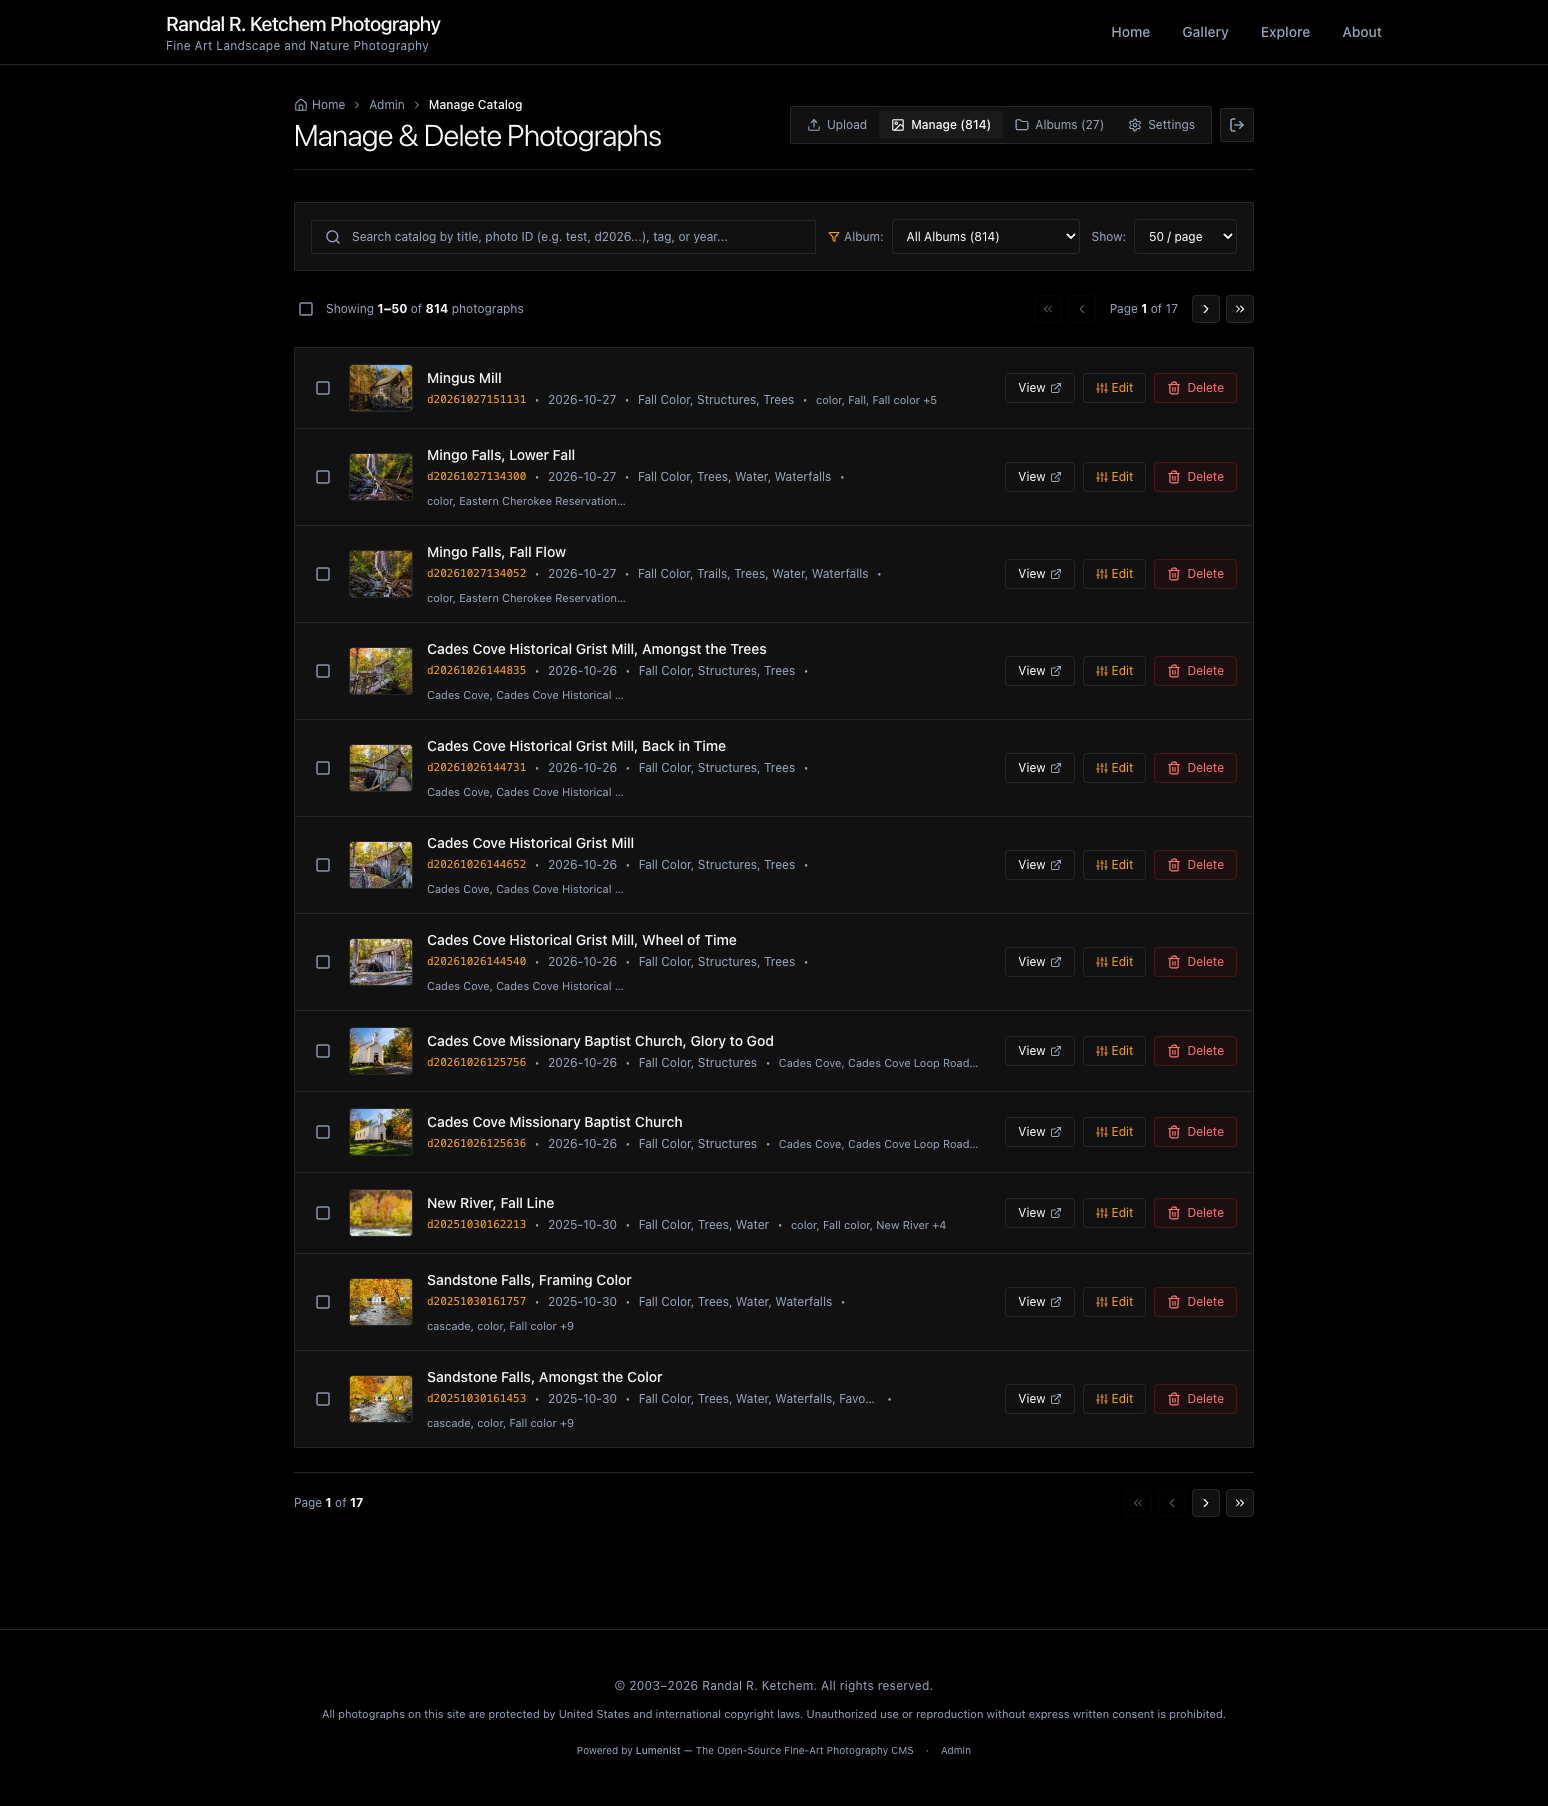 Randal R. Ketchem Photography
Fine Art Landscape and Nature Photography
Home Gallery Explore About
Home > Admin > Manage Catalog
Manage & Delete Photographs
Upload Manage (814) Albums (27) Settings
Search catalog by title, photo ID (e.g. test, d2026...), tag, or year...
Album: All Albums (814) Show: 50 / page
Showing 1–50 of 814 photographs
« ‹ Page 1 of 17 › »
Mingus Mill
d20261027151131 • 2026-10-27 • Fall Color, Structures, Trees • color, Fall, Fall color +5
View Edit Delete
Mingo Falls, Lower Fall
d20261027134300 • 2026-10-27 • Fall Color, Trees, Water, Waterfalls •
color, Eastern Cherokee Reservation...
View Edit Delete
Mingo Falls, Fall Flow
d20261027134052 • 2026-10-27 • Fall Color, Trails, Trees, Water, Waterfalls •
color, Eastern Cherokee Reservation...
View Edit Delete
Cades Cove Historical Grist Mill, Amongst the Trees
d20261026144835 • 2026-10-26 • Fall Color, Structures, Trees •
Cades Cove, Cades Cove Historical ...
View Edit Delete
Cades Cove Historical Grist Mill, Back in Time
d20261026144731 • 2026-10-26 • Fall Color, Structures, Trees •
Cades Cove, Cades Cove Historical ...
View Edit Delete
Cades Cove Historical Grist Mill
d20261026144652 • 2026-10-26 • Fall Color, Structures, Trees •
Cades Cove, Cades Cove Historical ...
View Edit Delete
Cades Cove Historical Grist Mill, Wheel of Time
d20261026144540 • 2026-10-26 • Fall Color, Structures, Trees •
Cades Cove, Cades Cove Historical ...
View Edit Delete
Cades Cove Missionary Baptist Church, Glory to God
d20261026125756 • 2026-10-26 • Fall Color, Structures • Cades Cove, Cades Cove Loop Road...
View Edit Delete
Cades Cove Missionary Baptist Church
d20261026125636 • 2026-10-26 • Fall Color, Structures • Cades Cove, Cades Cove Loop Road...
View Edit Delete
New River, Fall Line
d20251030162213 • 2025-10-30 • Fall Color, Trees, Water • color, Fall color, New River +4
View Edit Delete
Sandstone Falls, Framing Color
d20251030161757 • 2025-10-30 • Fall Color, Trees, Water, Waterfalls •
cascade, color, Fall color +9
View Edit Delete
Sandstone Falls, Amongst the Color
d20251030161453 • 2025-10-30 • Fall Color, Trees, Water, Waterfalls, Favo... •
cascade, color, Fall color +9
View Edit Delete
Page 1 of 17 « ‹ › »
© 2003–2026 Randal R. Ketchem. All rights reserved.
All photographs on this site are protected by United States and international copyright laws. Unauthorized use or reproduction without express written consent is prohibited.
Powered by Lumenist — The Open-Source Fine-Art Photography CMS · Admin